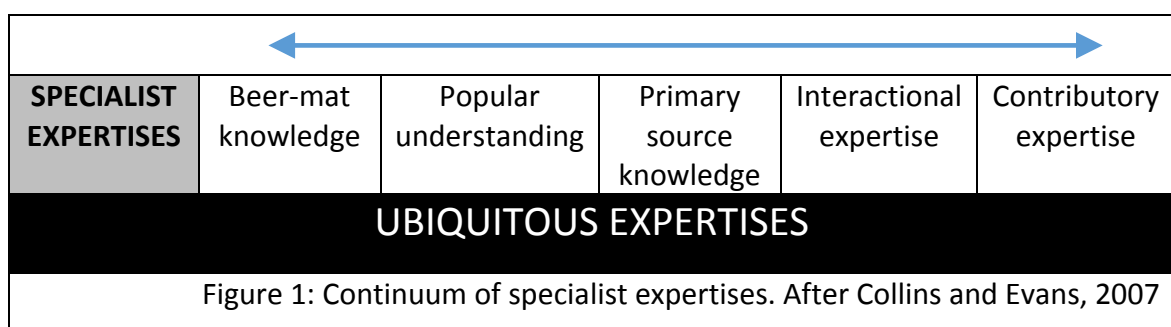 SPECIALIST EXPERTISES
Beer-mat knowledge
Popular understanding
Primary source knowledge
Interactional expertise
Contributory expertise
UBIQUITOUS EXPERTISES
Figure 1: Continuum of specialist expertises. After Collins and Evans, 2007